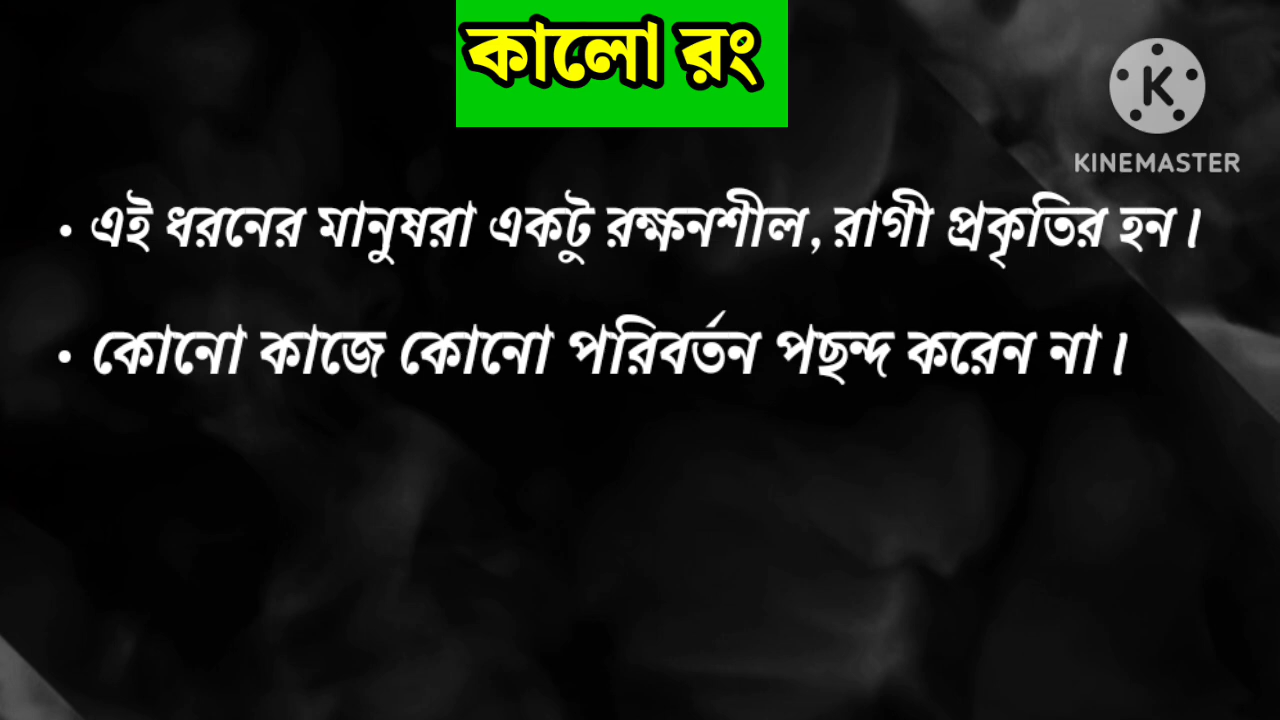 কালো রং
KINEMASTER
• এই ধরনের মানুষরা একটু রক্ষনশীল, রাগী প্রকৃতির হন।
• কোনো কাজে কোনো পরিবর্তন পছন্দ করেন না।